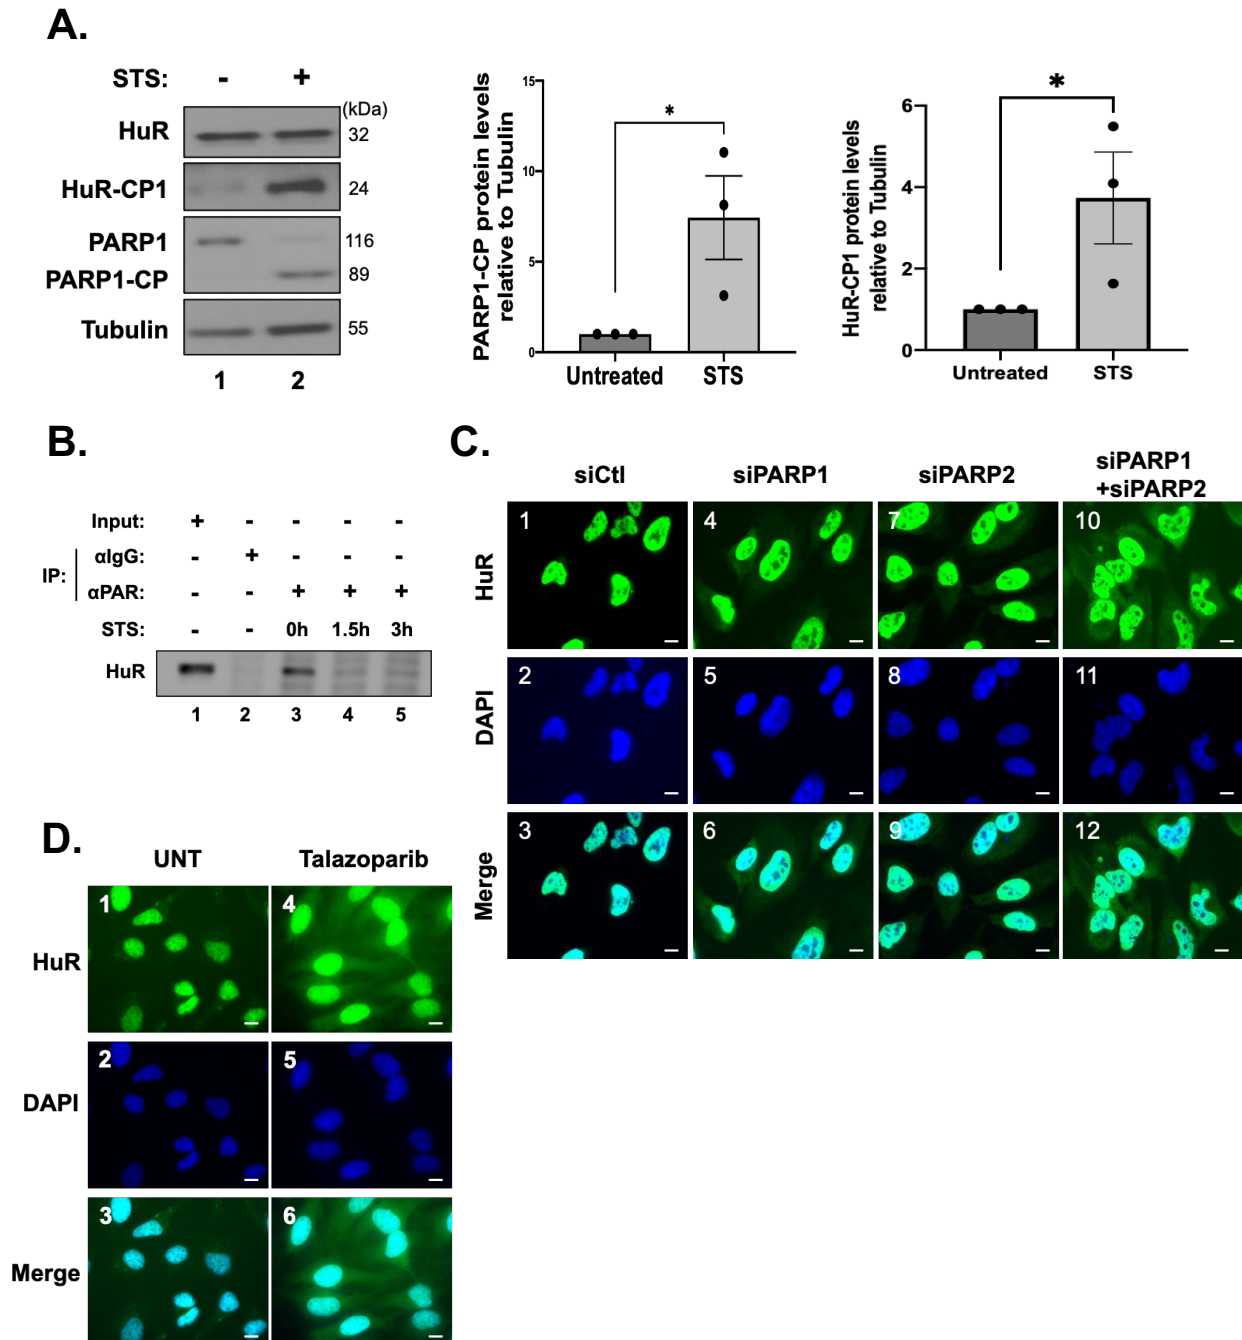 A.
STS: - +
(kDa)
HuR 32
HuR-CP1 24
PARP1 116
PARP1-CP 89
Tubulin 55
1 2
PARP1-CP protein levels
relative to Tubulin
15
10
5
0
*
Untreated STS
HuR-CP1 protein levels
relative to Tubulin
6
4
2
0
*
Untreated STS
B.
Input: + - - - -
IP:
αIgG: - + - - -
αPAR: - - + + +
STS: - - 0h 1.5h 3h
HuR
1 2 3 4 5
C.
siCtl siPARP1 siPARP2 siPARP1
+siPARP2
HuR 1 4 7 10
DAPI 2 5 8 11
Merge 3 6 9 12
D.
UNT Talazoparib
HuR 1 4
DAPI 2 5
Merge 3 6